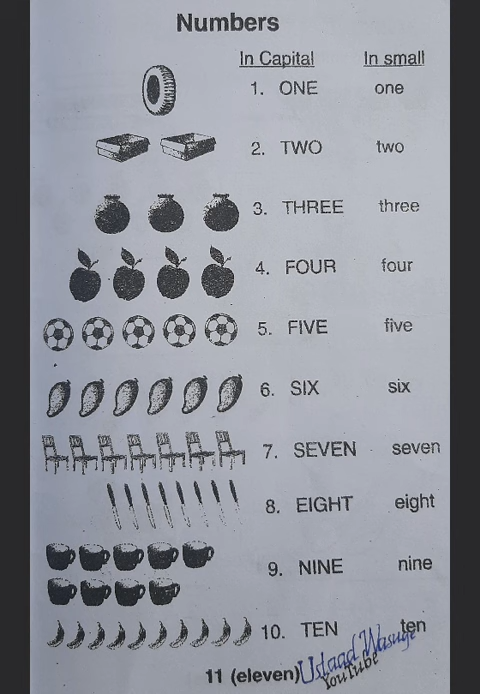 Numbers
In Capital In small
1. ONE one
2. TWO two
3. THREE three
4. FOUR four
5. FIVE five
6. SIX six
7. SEVEN seven
8. EIGHT eight
9. NINE nine
10. TEN ten
11 (eleven)
Ustaad Wasuge
YouTube